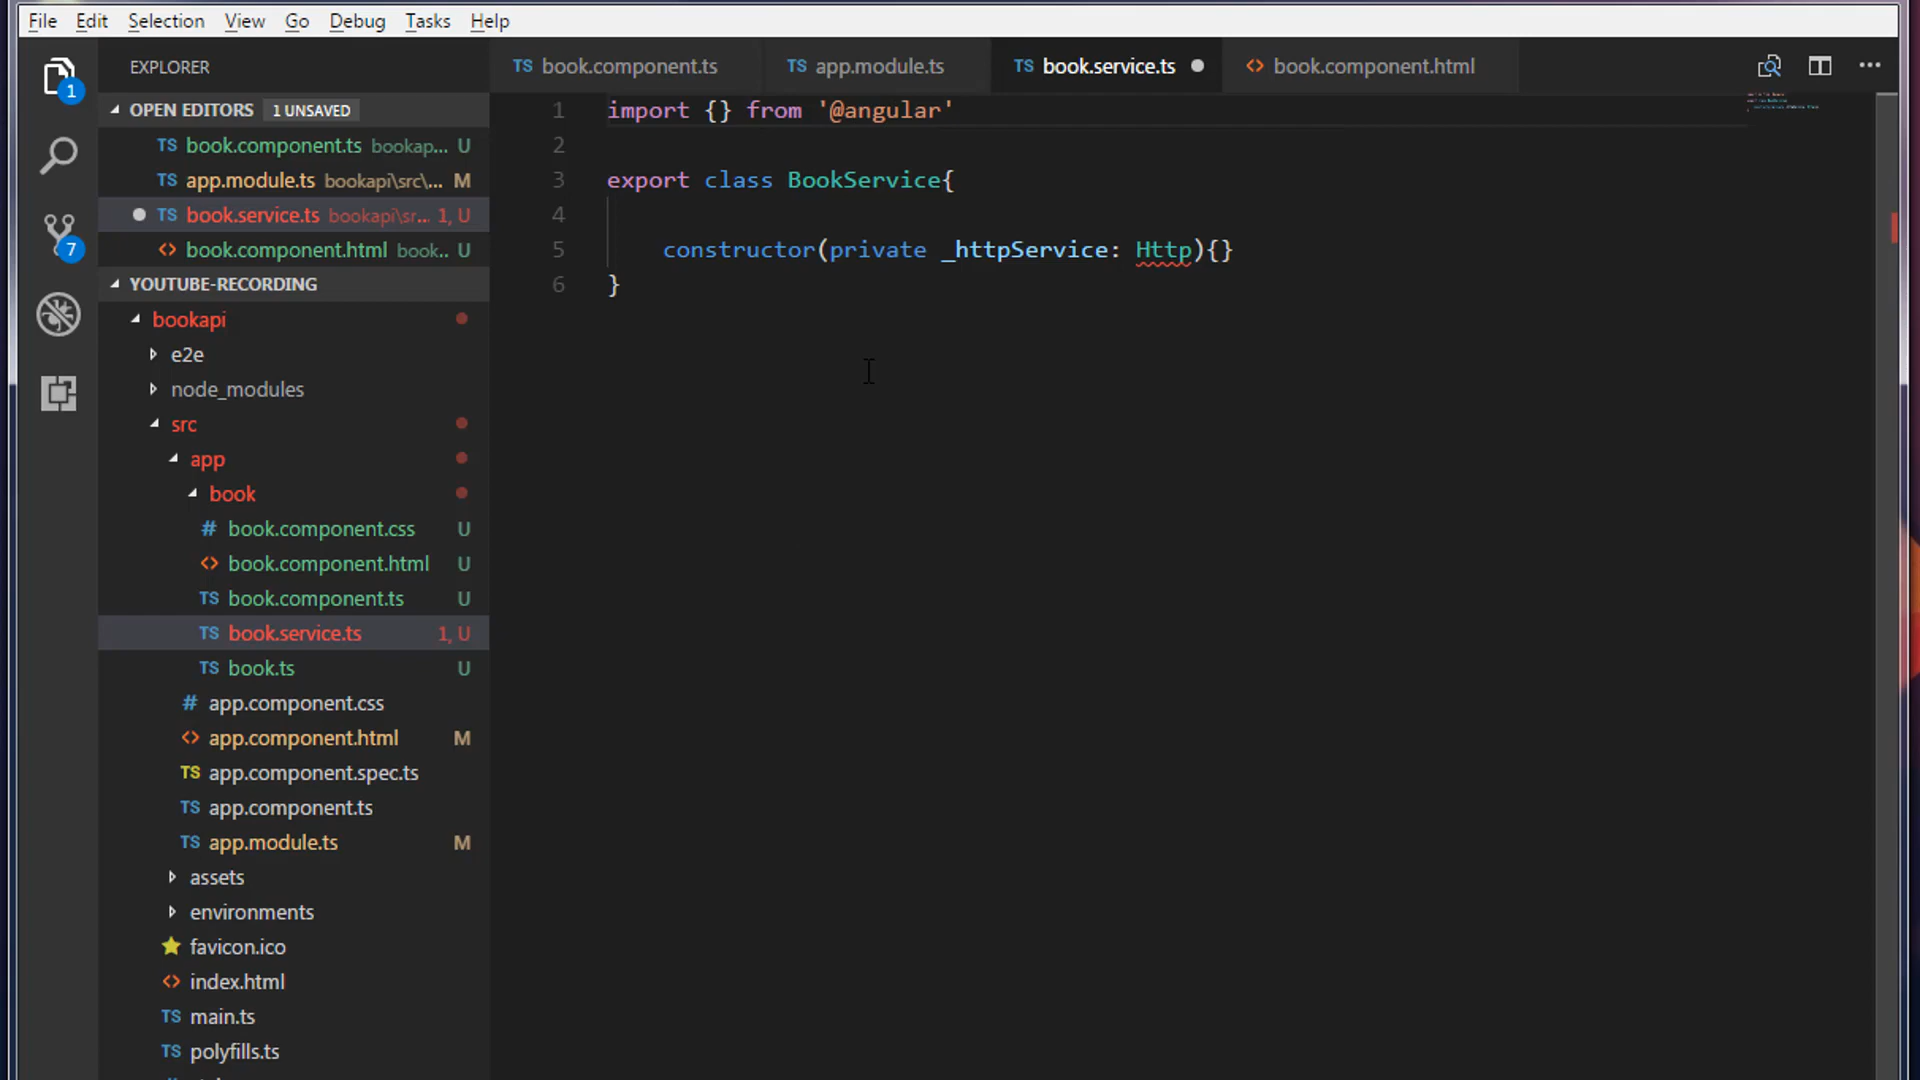 File Edit Selection View Go Debug Tasks Help
EXPLORER
TS book.component.ts TS app.module.ts TS book.service.ts <> book.component.html
OPEN EDITORS 1 UNSAVED
TS book.component.ts bookap... U
TS app.module.ts bookapi\src\... M
TS book.service.ts bookapi\sr... 1, U
<> book.component.html book... U
YOUTUBE-RECORDING
bookapi
e2e
node_modules
src
app
book
# book.component.css U
<> book.component.html U
TS book.component.ts U
TS book.service.ts 1, U
TS book.ts U
# app.component.css
<> app.component.html M
TS app.component.spec.ts
TS app.component.ts
TS app.module.ts M
assets
environments
favicon.ico
<> index.html
TS main.ts
TS polyfills.ts
1
7
1 import {} from '@angular'
2
3 export class BookService{
4
5 constructor(private _httpService: Http){}
6 }